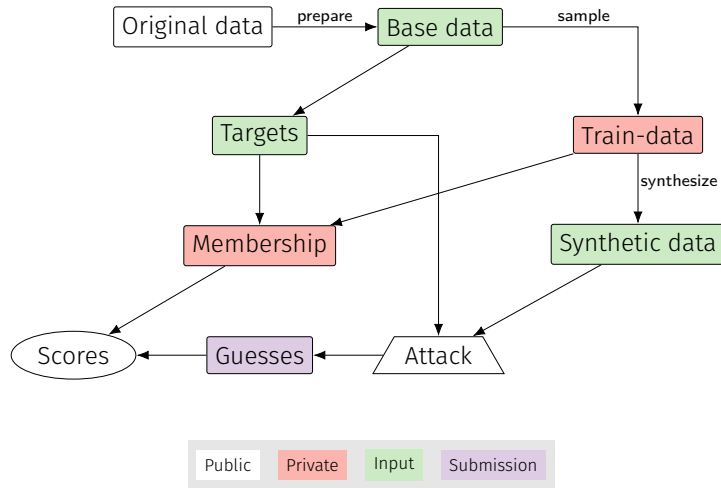 Original data
prepare
Base data
sample
Targets
Train-data
synthesize
Membership
Synthetic data
Scores
Guesses
Attack
Public
Private
Input
Submission